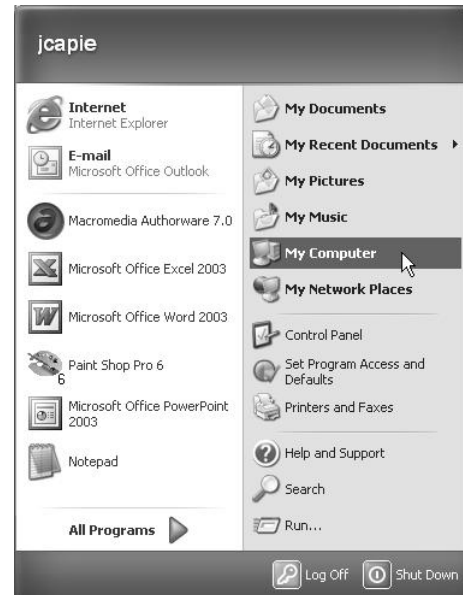 jcapie
Internet
Internet Explorer
E-mail
Microsoft Office Outlook
Macromedia Authorware 7.0
Microsoft Office Excel 2003
Microsoft Office Word 2003
Paint Shop Pro 6
6
Microsoft Office PowerPoint
2003
Notepad
All Programs
My Documents
My Recent Documents
My Pictures
My Music
My Computer
My Network Places
Control Panel
Set Program Access and
Defaults
Printers and Faxes
Help and Support
Search
Run...
Log Off
Shut Down